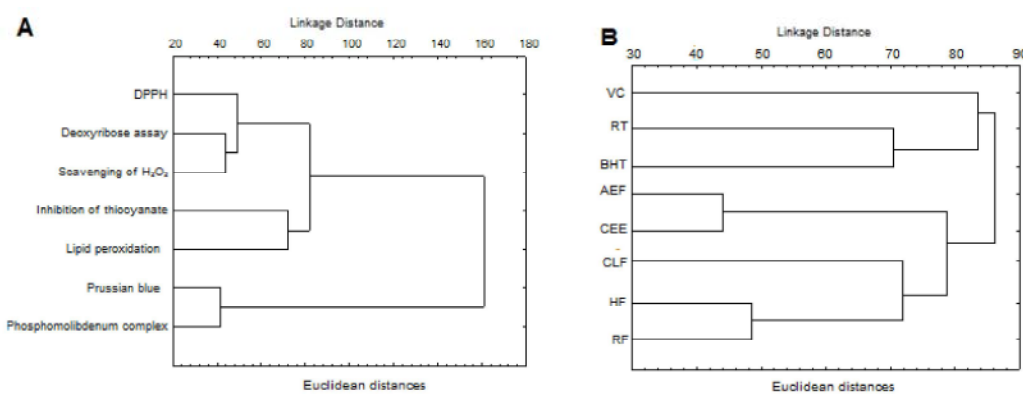 A
Linkage Distance
20 40 60 80 100 120 140 160 180
DPPH
Deoxyribose assay
Scavenging of H₂O₂
Inhibition of thiocyanate
Lipid peroxidation
Prussian blue
Phosphomolibdenum complex
Euclidean distances
B
Linkage Distance
30 40 50 60 70 80 90
VC
RT
BHT
AEF
CEE
CLF
HF
RF
Euclidean distances